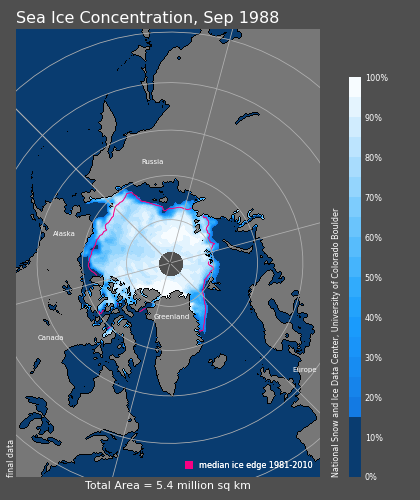 Sea Ice Concentration, Sep 1988
Russia
Alaska
Greenland
Canada
Europe
100%
90%
80%
70%
60%
50%
40%
30%
20%
10%
0%
National Snow and Ice Data Center, University of Colorado Boulder
final data
median ice edge 1981-2010
Total Area = 5.4 million sq km